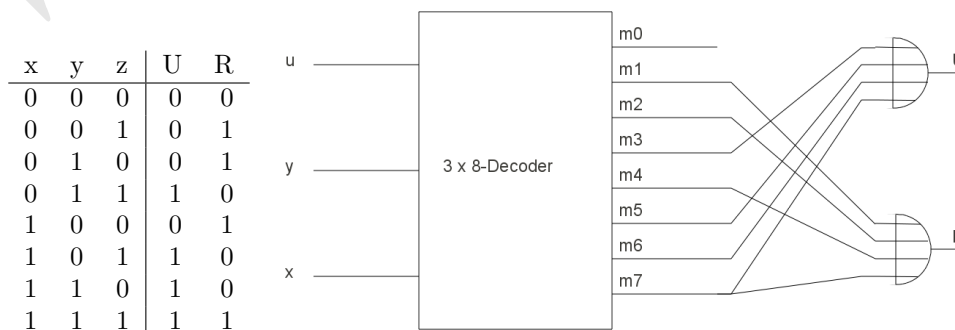 x y z U R
0 0 0 0 0
0 0 1 0 1
0 1 0 0 1
0 1 1 1 0
1 0 0 0 1
1 0 1 1 0
1 1 0 1 0
1 1 1 1 1
u
y
x
3 x 8-Decoder
m0
m1
m2
m3
m4
m5
m6
m7